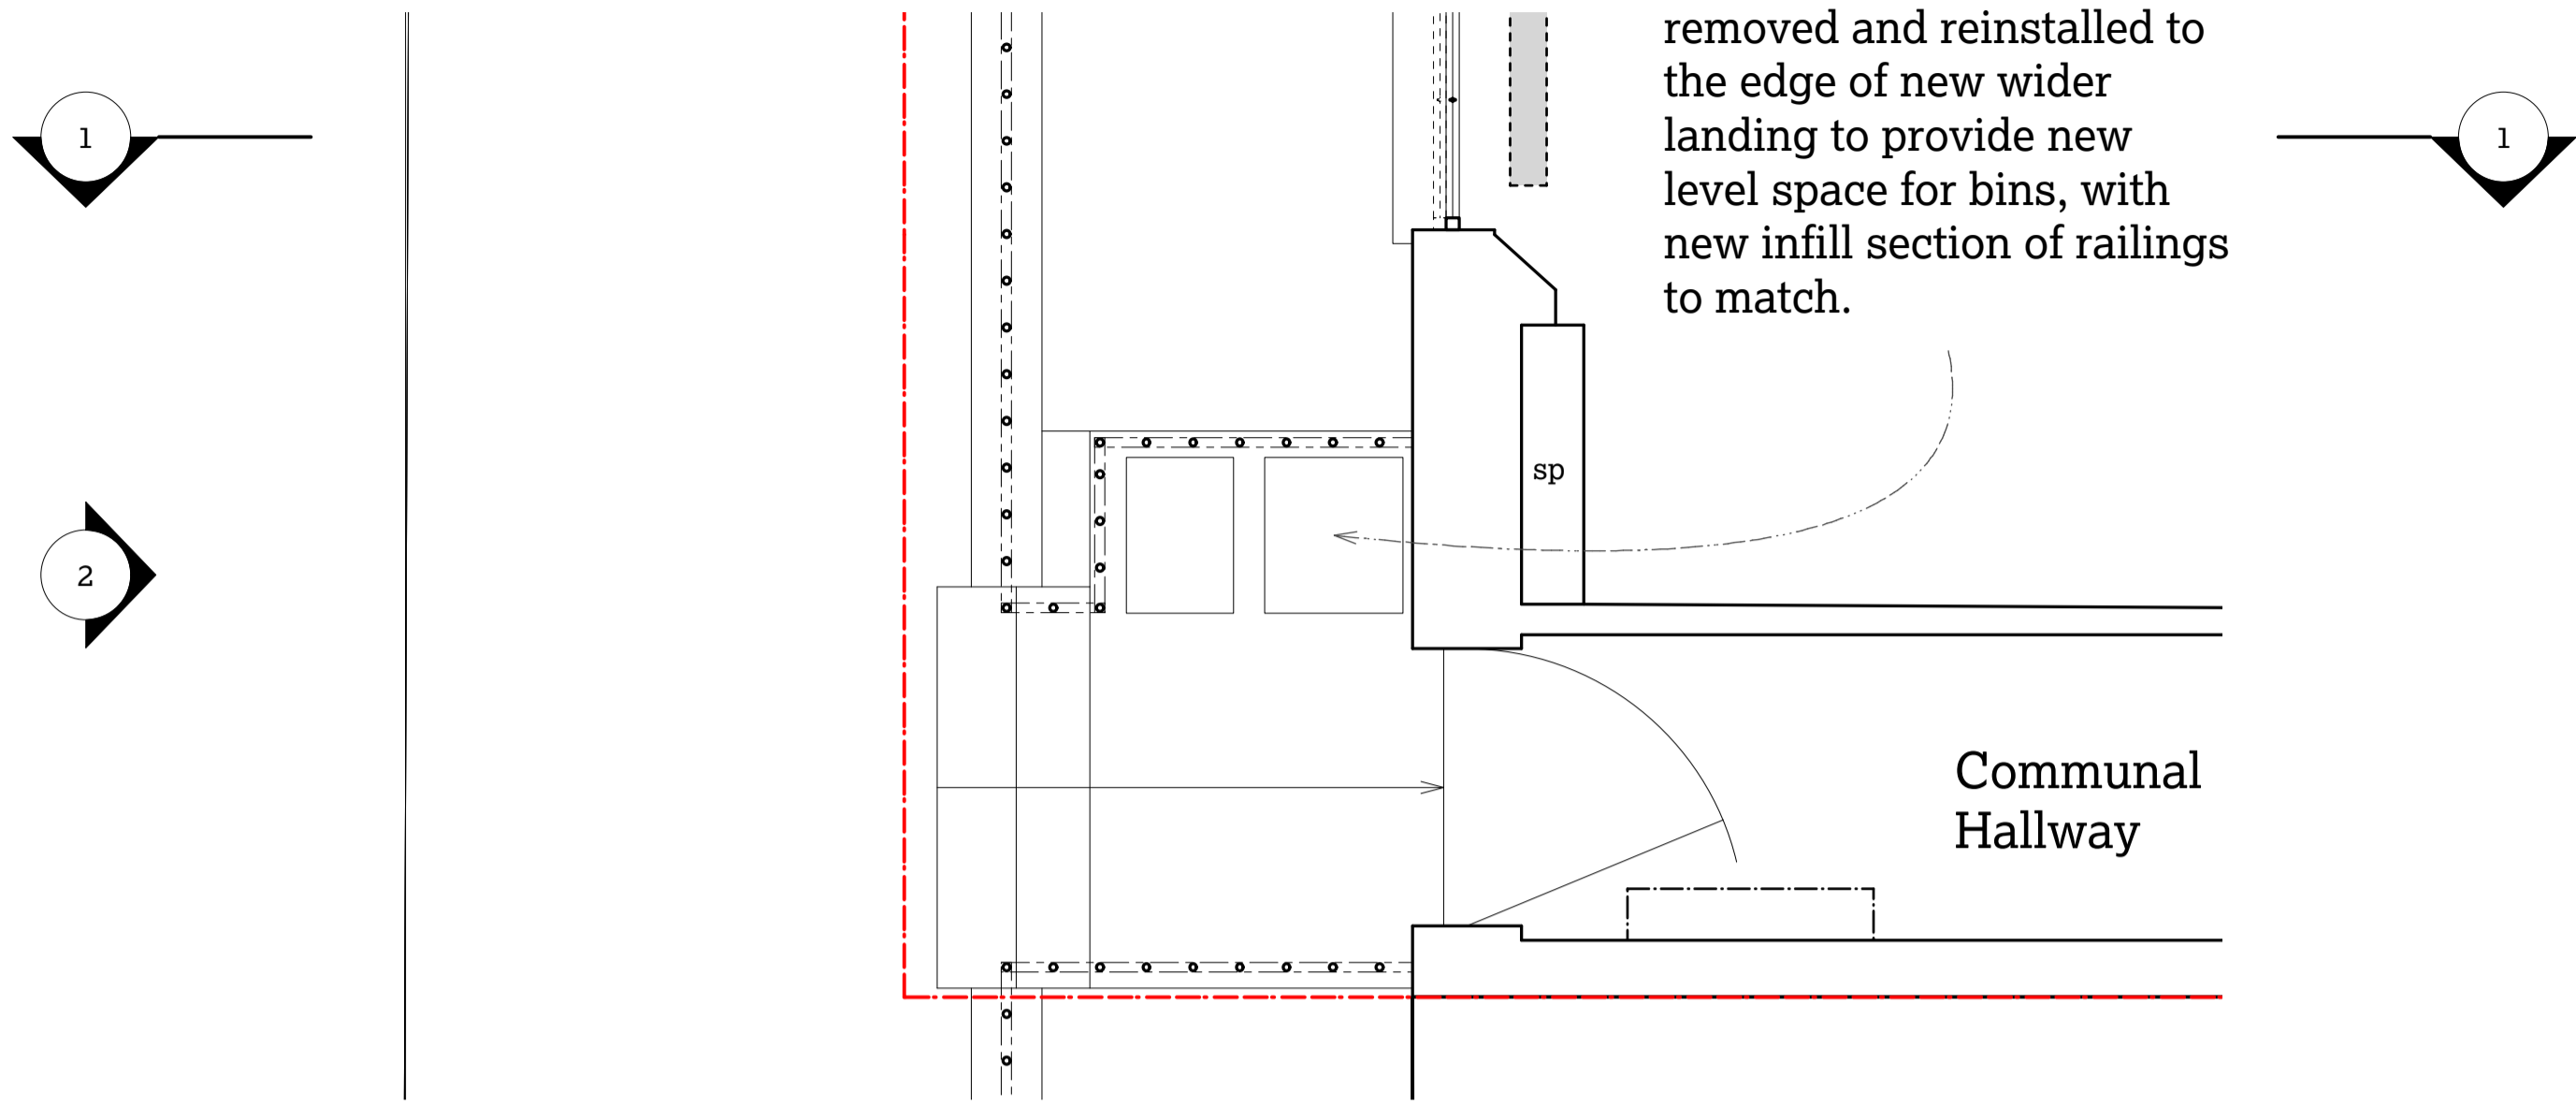 removed and reinstalled to
the edge of new wider
landing to provide new
level space for bins, with
new infill section of railings
to match.
1
1
sp
2
Communal
Hallway